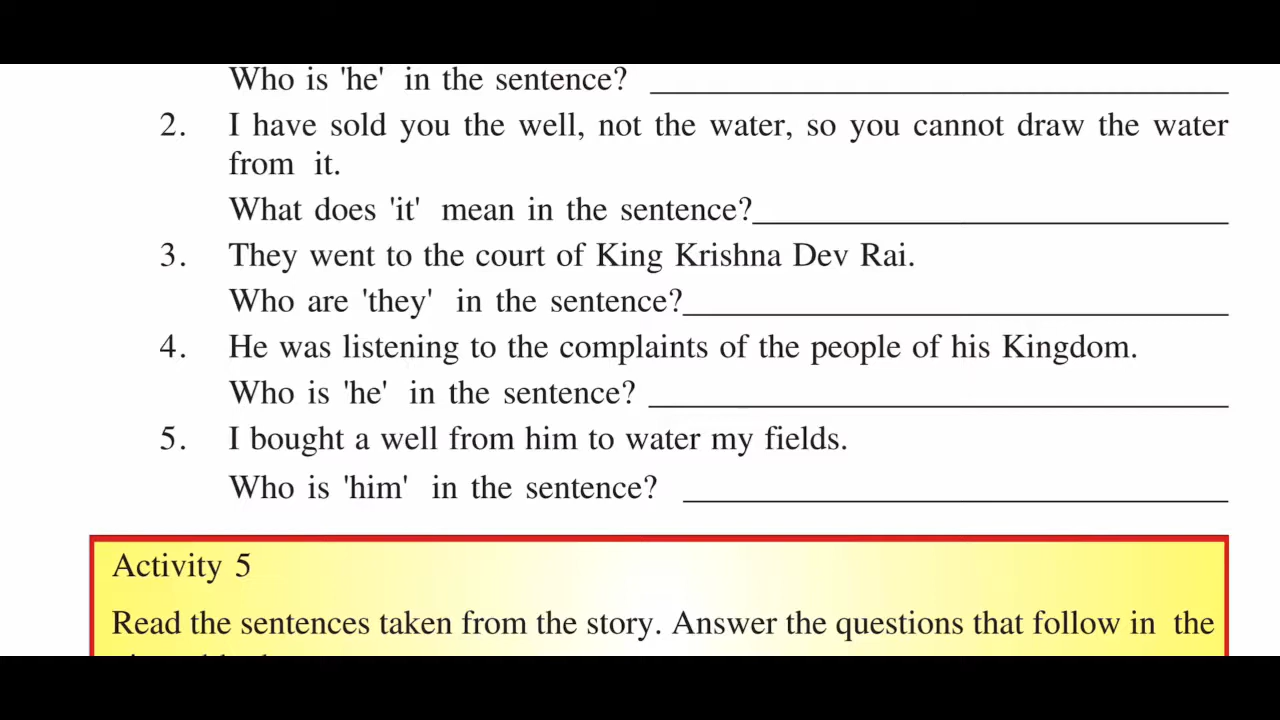 Who is 'he' in the sentence?
2. I have sold you the well, not the water, so you cannot draw the water
from it.
What does 'it' mean in the sentence?
3. They went to the court of King Krishna Dev Rai.
Who are 'they' in the sentence?
4. He was listening to the complaints of the people of his Kingdom.
Who is 'he' in the sentence?
5. I bought a well from him to water my fields.
Who is 'him' in the sentence?
Activity 5
Read the sentences taken from the story. Answer the questions that follow in the